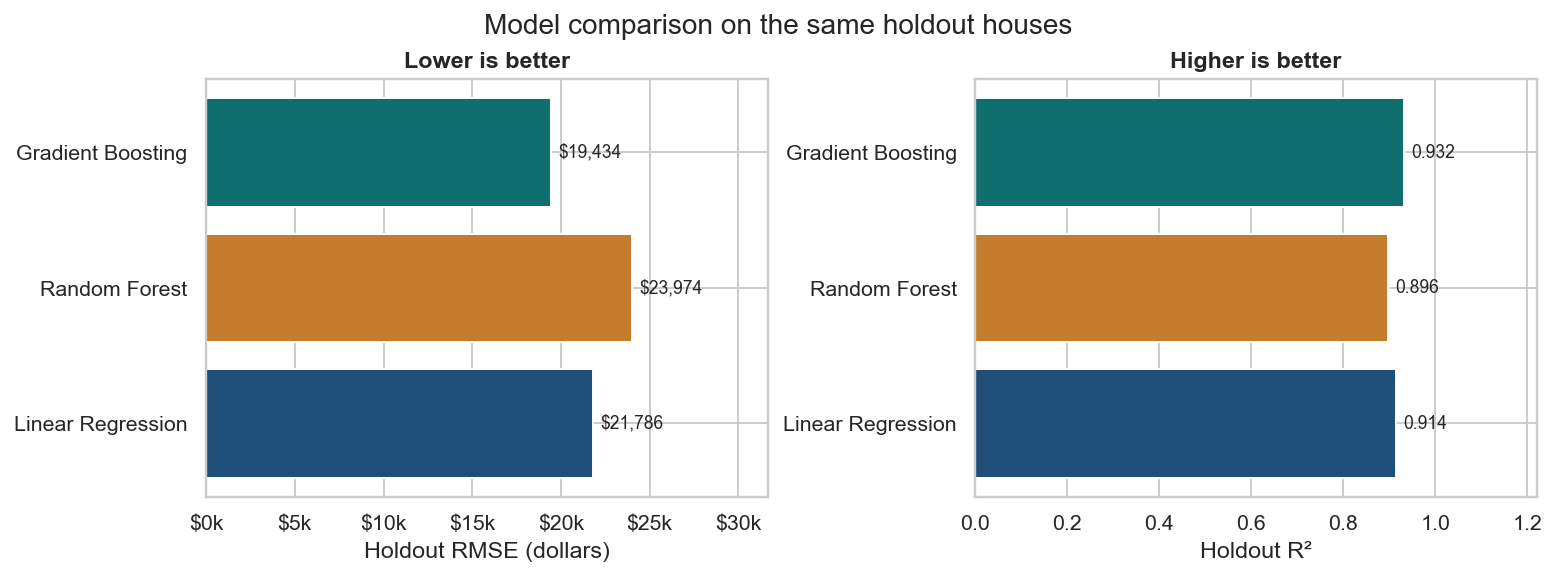 Model comparison on the same holdout houses
Lower is better
Gradient Boosting
$19,434
Random Forest
$23,974
Linear Regression
$21,786
$0k $5k $10k $15k $20k $25k $30k
Holdout RMSE (dollars)
Higher is better
Gradient Boosting
0.932
Random Forest
0.896
Linear Regression
0.914
0.0 0.2 0.4 0.6 0.8 1.0 1.2
Holdout R²